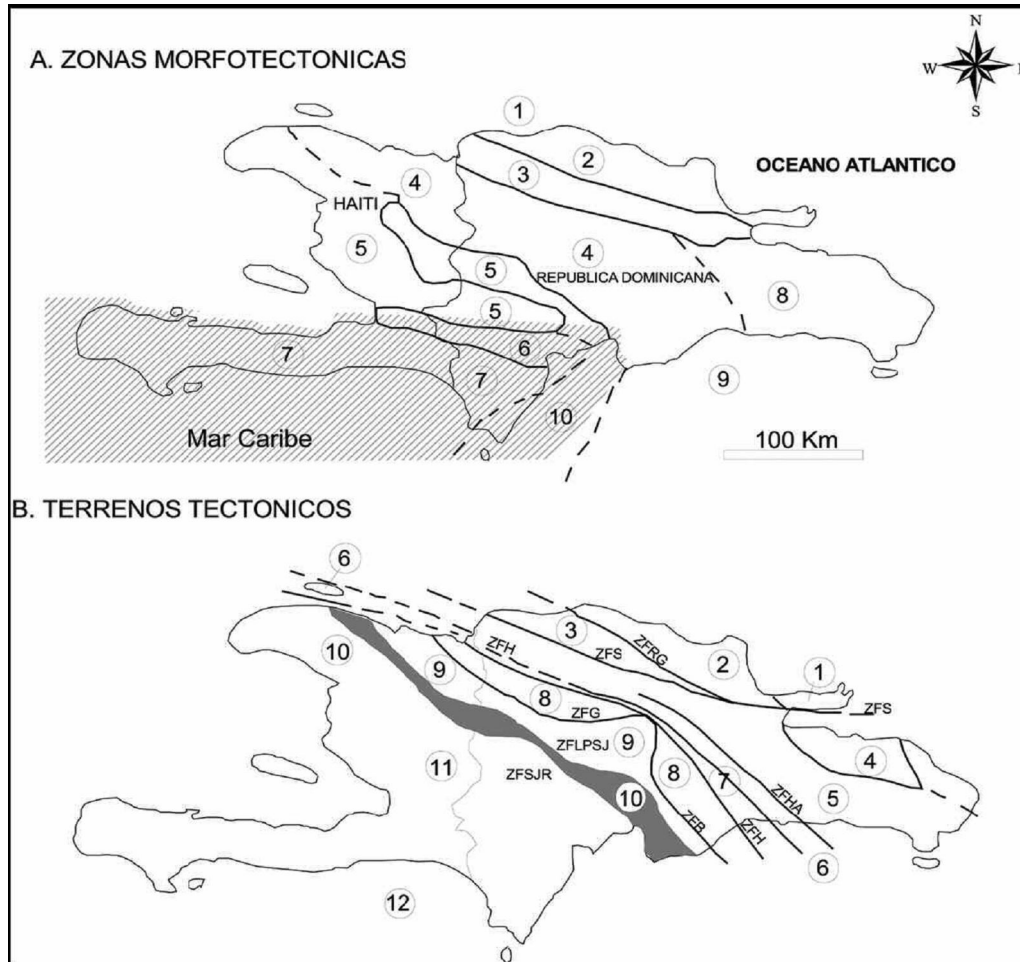 N
W
E
S
A. ZONAS MORFOTECTONICAS
1
2
OCEANO ATLANTICO
3
4
HAITI
5
4
5
REPUBLICA DOMINICANA
8
5
6
7
9
7
10
Mar Caribe
100 Km
B. TERRENOS TECTONICOS
6
3
ZFRG
ZFH
ZFS
2
10
1
9
ZFS
8
ZFG
9
4
ZFLPSJ
11
ZFSJR
8
7
ZFHA
5
10
ZFB
ZFH
6
12